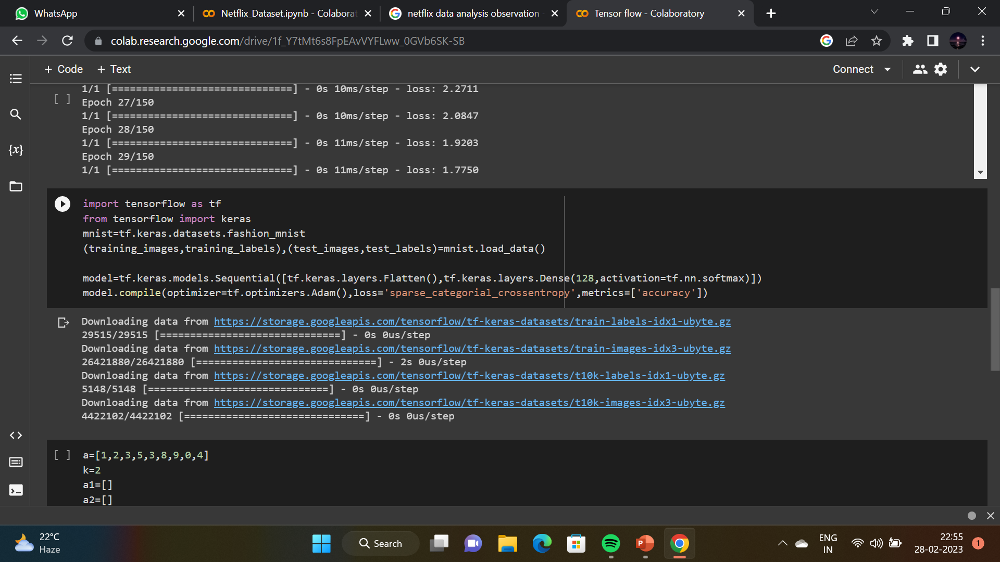 WhatsApp
Netflix_Dataset.ipynb - Colaborat
netflix data analysis observation -
Tensor flow - Colaboratory
colab.research.google.com/drive/1f_Y7tMt6s8FpEAvVYFLww_0GVb6SK-SB
+ Code + Text
Connect
1/1 [==============================] - 0s 10ms/step - loss: 2.2711
[ ]
Epoch 27/150
1/1 [==============================] - 0s 10ms/step - loss: 2.0847
Epoch 28/150
1/1 [==============================] - 0s 11ms/step - loss: 1.9203
Epoch 29/150
1/1 [==============================] - 0s 11ms/step - loss: 1.7750
{x}
import tensorflow as tf
from tensorflow import keras
mnist=tf.keras.datasets.fashion_mnist
(training_images,training_labels),(test_images,test_labels)=mnist.load_data()
model=tf.keras.models.Sequential([tf.keras.layers.Flatten(),tf.keras.layers.Dense(128,activation=tf.nn.softmax)])
model.compile(optimizer=tf.optimizers.Adam(),loss='sparse_categorial_crossentropy',metrics=['accuracy'])
Downloading data from https://storage.googleapis.com/tensorflow/tf-keras-datasets/train-labels-idx1-ubyte.gz
29515/29515 [==============================] - 0s 0us/step
Downloading data from https://storage.googleapis.com/tensorflow/tf-keras-datasets/train-images-idx3-ubyte.gz
26421880/26421880 [==============================] - 2s 0us/step
Downloading data from https://storage.googleapis.com/tensorflow/tf-keras-datasets/t10k-labels-idx1-ubyte.gz
5148/5148 [==============================] - 0s 0us/step
Downloading data from https://storage.googleapis.com/tensorflow/tf-keras-datasets/t10k-images-idx3-ubyte.gz
4422102/4422102 [==============================] - 0s 0us/step
[ ] a=[1,2,3,5,3,8,9,0,4]
k=2
a1=[]
a2=[]
22°C
Haze
Search
ENG
IN
22:55
28-02-2023
1